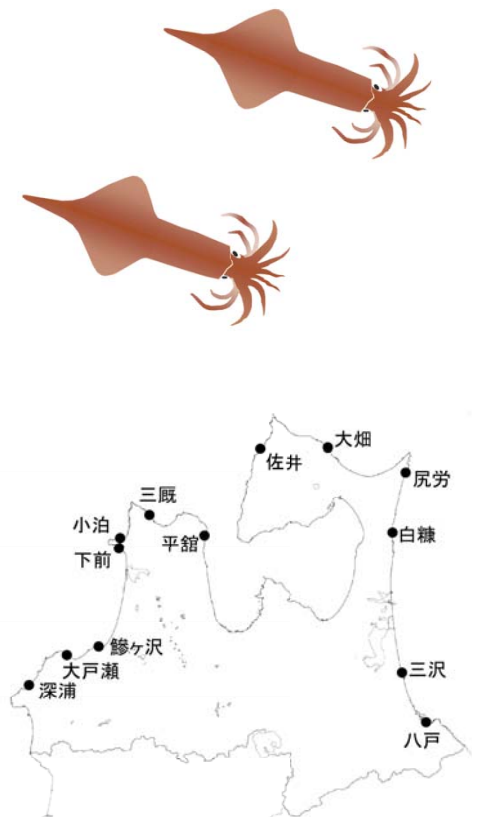 大畑
佐井
尻労
三厩
小泊
平舘
白糠
下前
鰺ヶ沢
大戸瀬
三沢
深浦
八戸